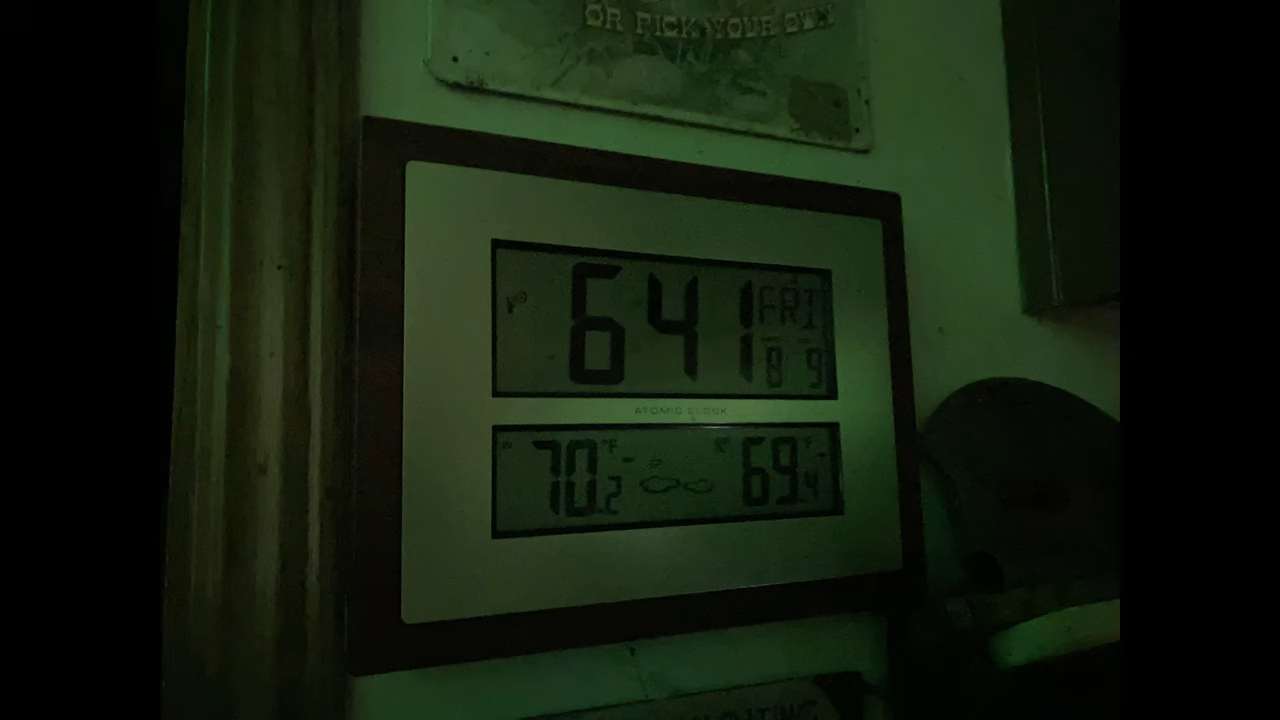 OR PICK YOUR OWN
641
FRI
8 9
ATOMIC CLOCK
70.2 °F
69.4 °F